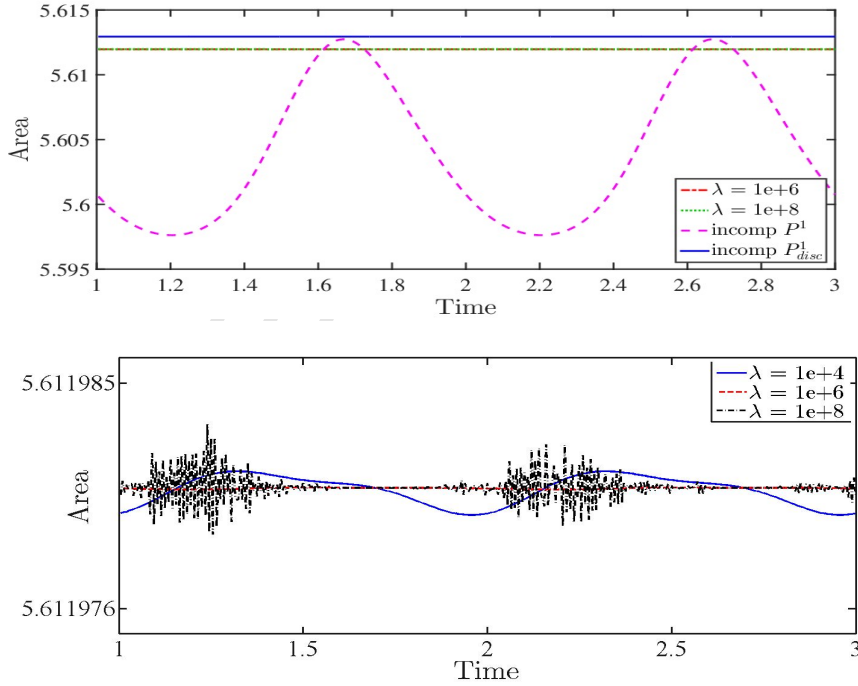 5.615
5.61
5.605
5.6
5.595
Area
λ = 1e+6
λ = 1e+8
incomp P¹
incomp P¹disc
1 1.2 1.4 1.6 1.8 2 2.2 2.4 2.6 2.8 3
Time
5.611985
5.611976
Area
λ = 1e+4
λ = 1e+6
λ = 1e+8
1 1.5 2 2.5 3
Time